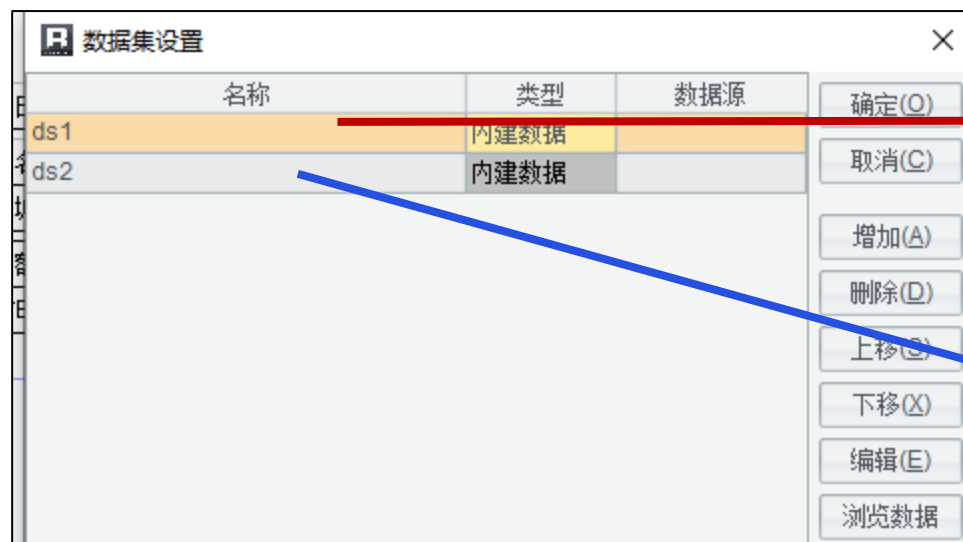 数据集设置
名称 类型 数据源
ds1 内建数据
ds2 内建数据
确定(O)
取消(C)
增加(A)
删除(D)
上移(S)
下移(X)
编辑(E)
浏览数据